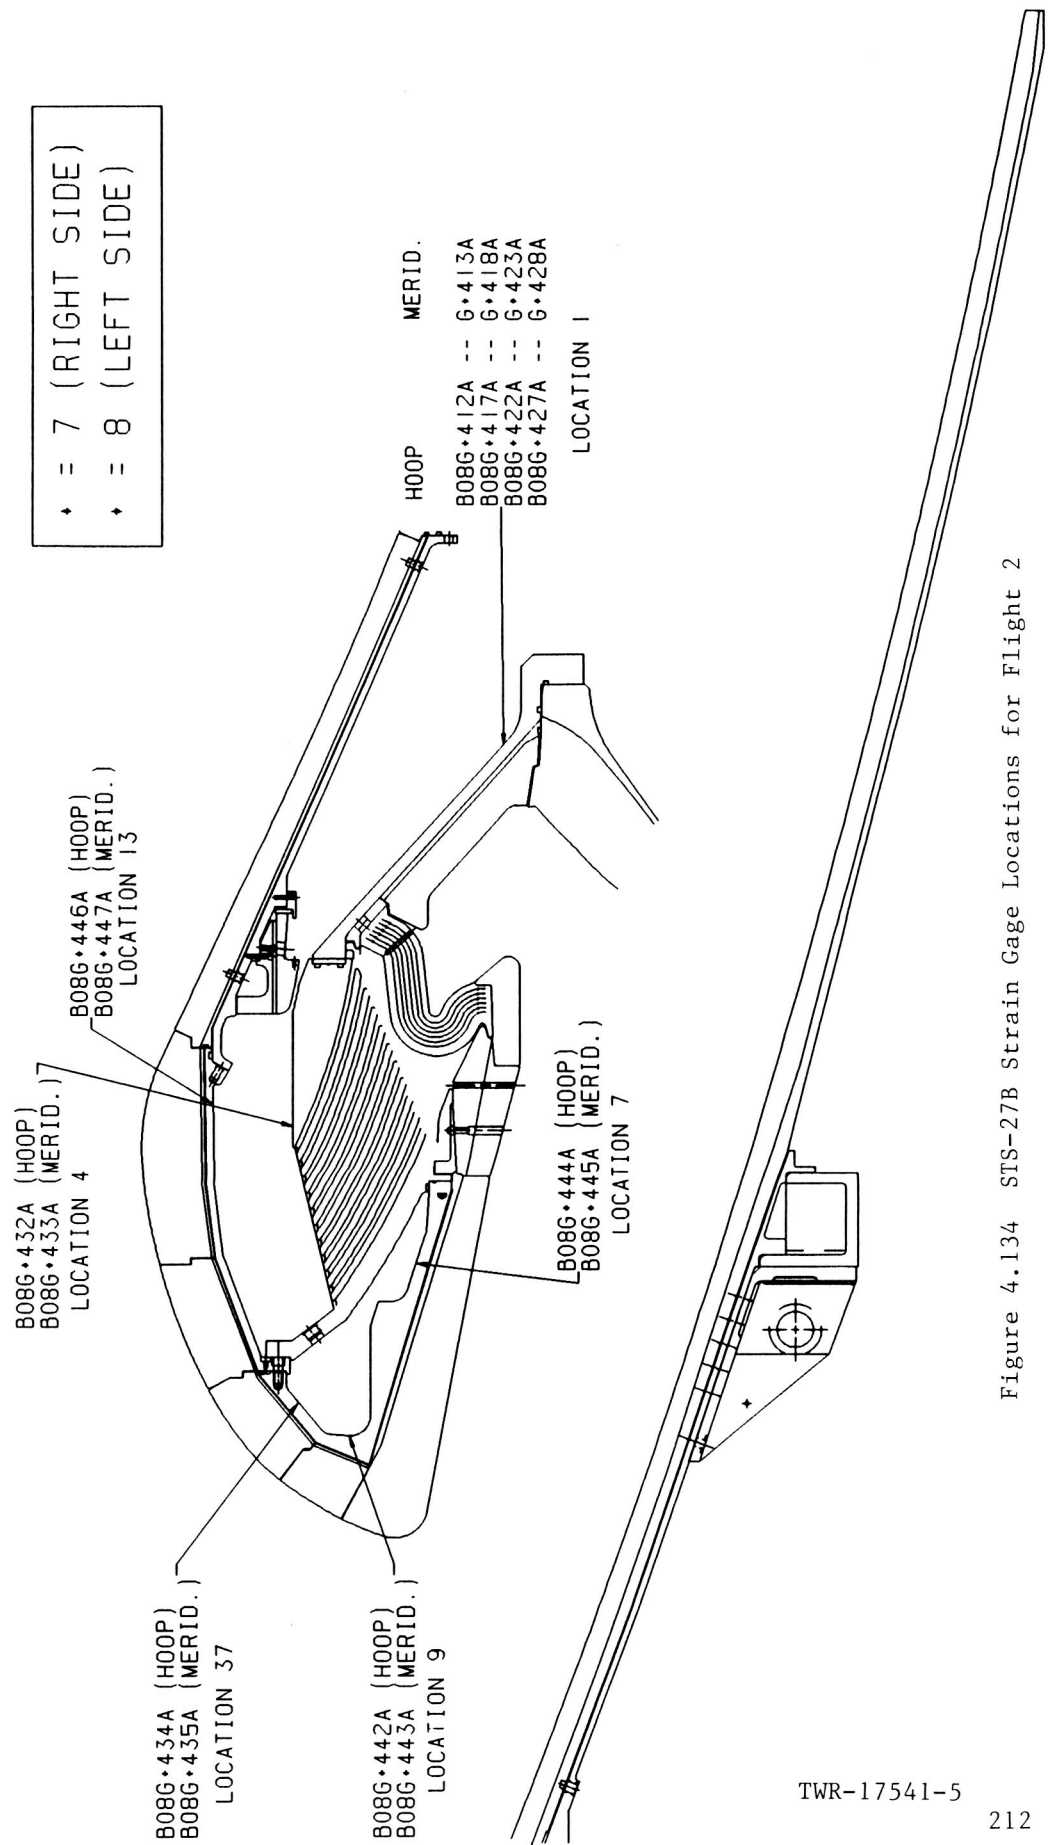 ✦ = 7 (RIGHT SIDE)
✦ = 8 (LEFT SIDE)
B08G✦432A (HOOP)
B08G✦433A (MERID.)
LOCATION 4
B08G✦446A (HOOP)
B08G✦447A (MERID.)
LOCATION 13
B08G✦434A (HOOP)
B08G✦435A (MERID.)
LOCATION 37
B08G✦442A (HOOP)
B08G✦443A (MERID.)
LOCATION 9
B08G✦444A (HOOP)
B08G✦445A (MERID.)
LOCATION 7
HOOP MERID.
B08G✦412A -- G✦413A
B08G✦417A -- G✦418A
B08G✦422A -- G✦423A
B08G✦427A -- G✦428A
LOCATION 1
Figure 4.134 STS-27B Strain Gage Locations for Flight 2
TWR-17541-5
212